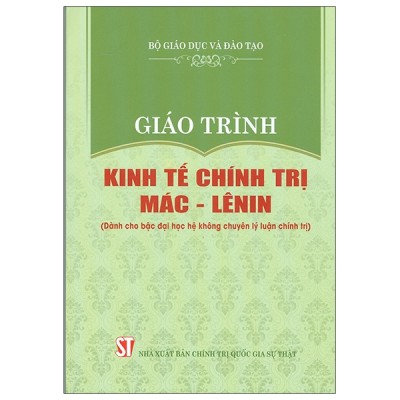 BỘ GIÁO DỤC VÀ ĐÀO TẠO
GIÁO TRÌNH
KINH TẾ CHÍNH TRỊ
MÁC - LÊNIN
(Dành cho bậc đại học hệ không chuyên lý luận chính trị)
ST
NHÀ XUẤT BẢN CHÍNH TRỊ QUỐC GIA SỰ THẬT